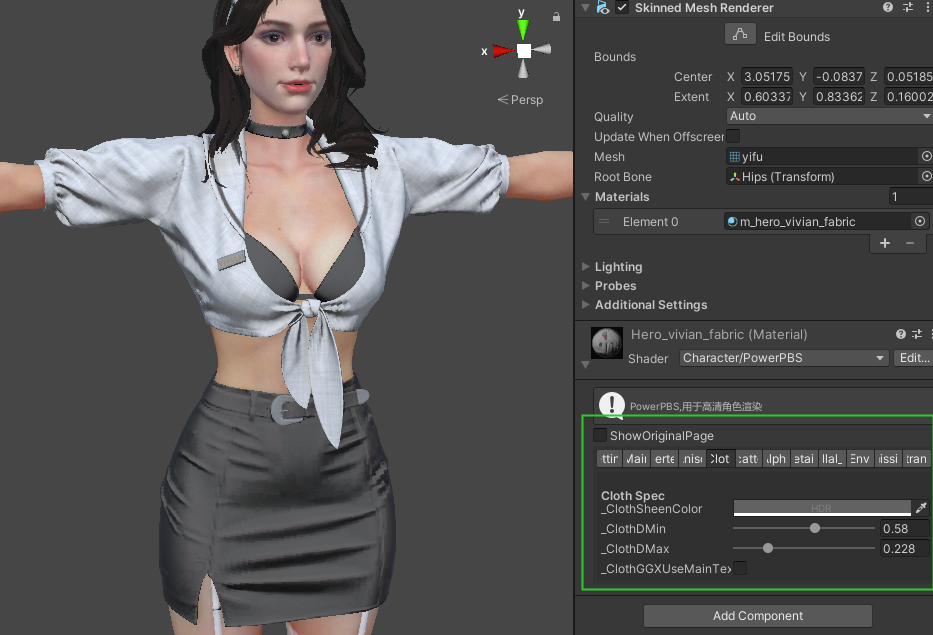 y
x
< Persp
Skinned Mesh Renderer
Edit Bounds
Bounds
Center X 3.05175 Y -0.0837 Z 0.05185
Extent X 0.60337 Y 0.83362 Z 0.16002
Quality Auto
Update When Offscreen
Mesh yifu
Root Bone Hips (Transform)
Materials 1
Element 0 m_hero_vivian_fabric
+ −
Lighting
Probes
Additional Settings
Hero_vivian_fabric (Material)
Shader Character/PowerPBS Edit...
PowerPBS,用于高清角色渲染
ShowOriginalPage
ttin Mair erte niso Clot catt lph etai llal_ Env issi tran
Cloth Spec
_ClothSheenColor HDR
_ClothDMin 0.58
_ClothDMax 0.228
_ClothGGXUseMainTex
Add Component